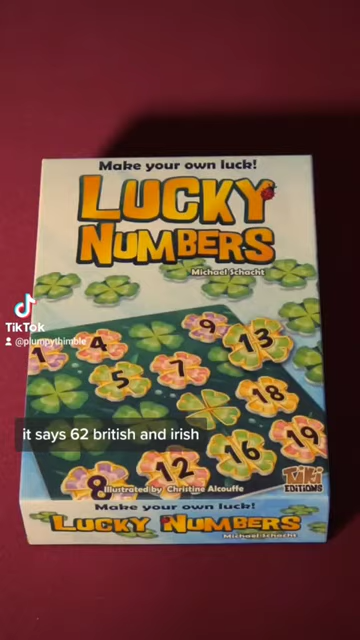 Make your own luck!
LUCKY
NUMBERS
Michael Schacht
TikTok
@plumpythimble
1
4
9
13
5
7
18
it says 62 british and irish
8
12
16
19
Illustrated by Christine Alcouffe
Tiki
EDITIONS
Make your own luck!
LUCKY NUMBERS
Michael Schacht